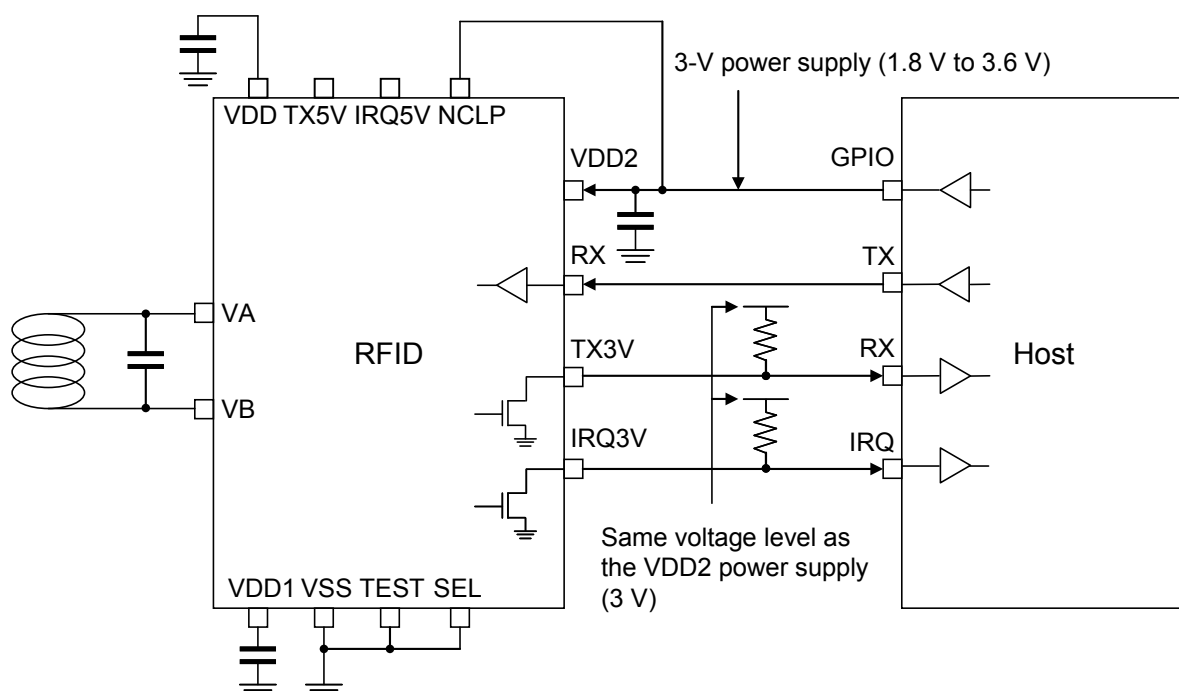 3-V power supply (1.8 V to 3.6 V)
VDD TX5V IRQ5V NCLP
VDD2
GPIO
RX
TX
VA
RFID
TX3V
RX
Host
VB
IRQ3V
IRQ
Same voltage level as
the VDD2 power supply
(3 V)
VDD1 VSS TEST SEL